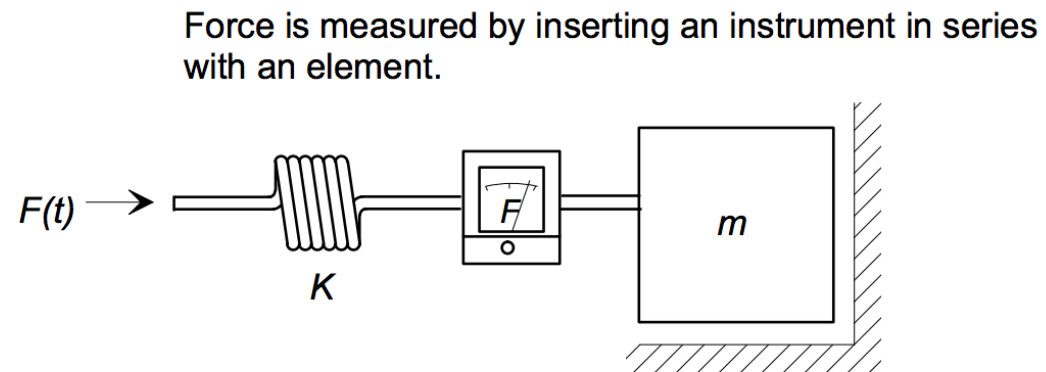 Force is measured by inserting an instrument in series
with an element.
F(t)
F
m
K